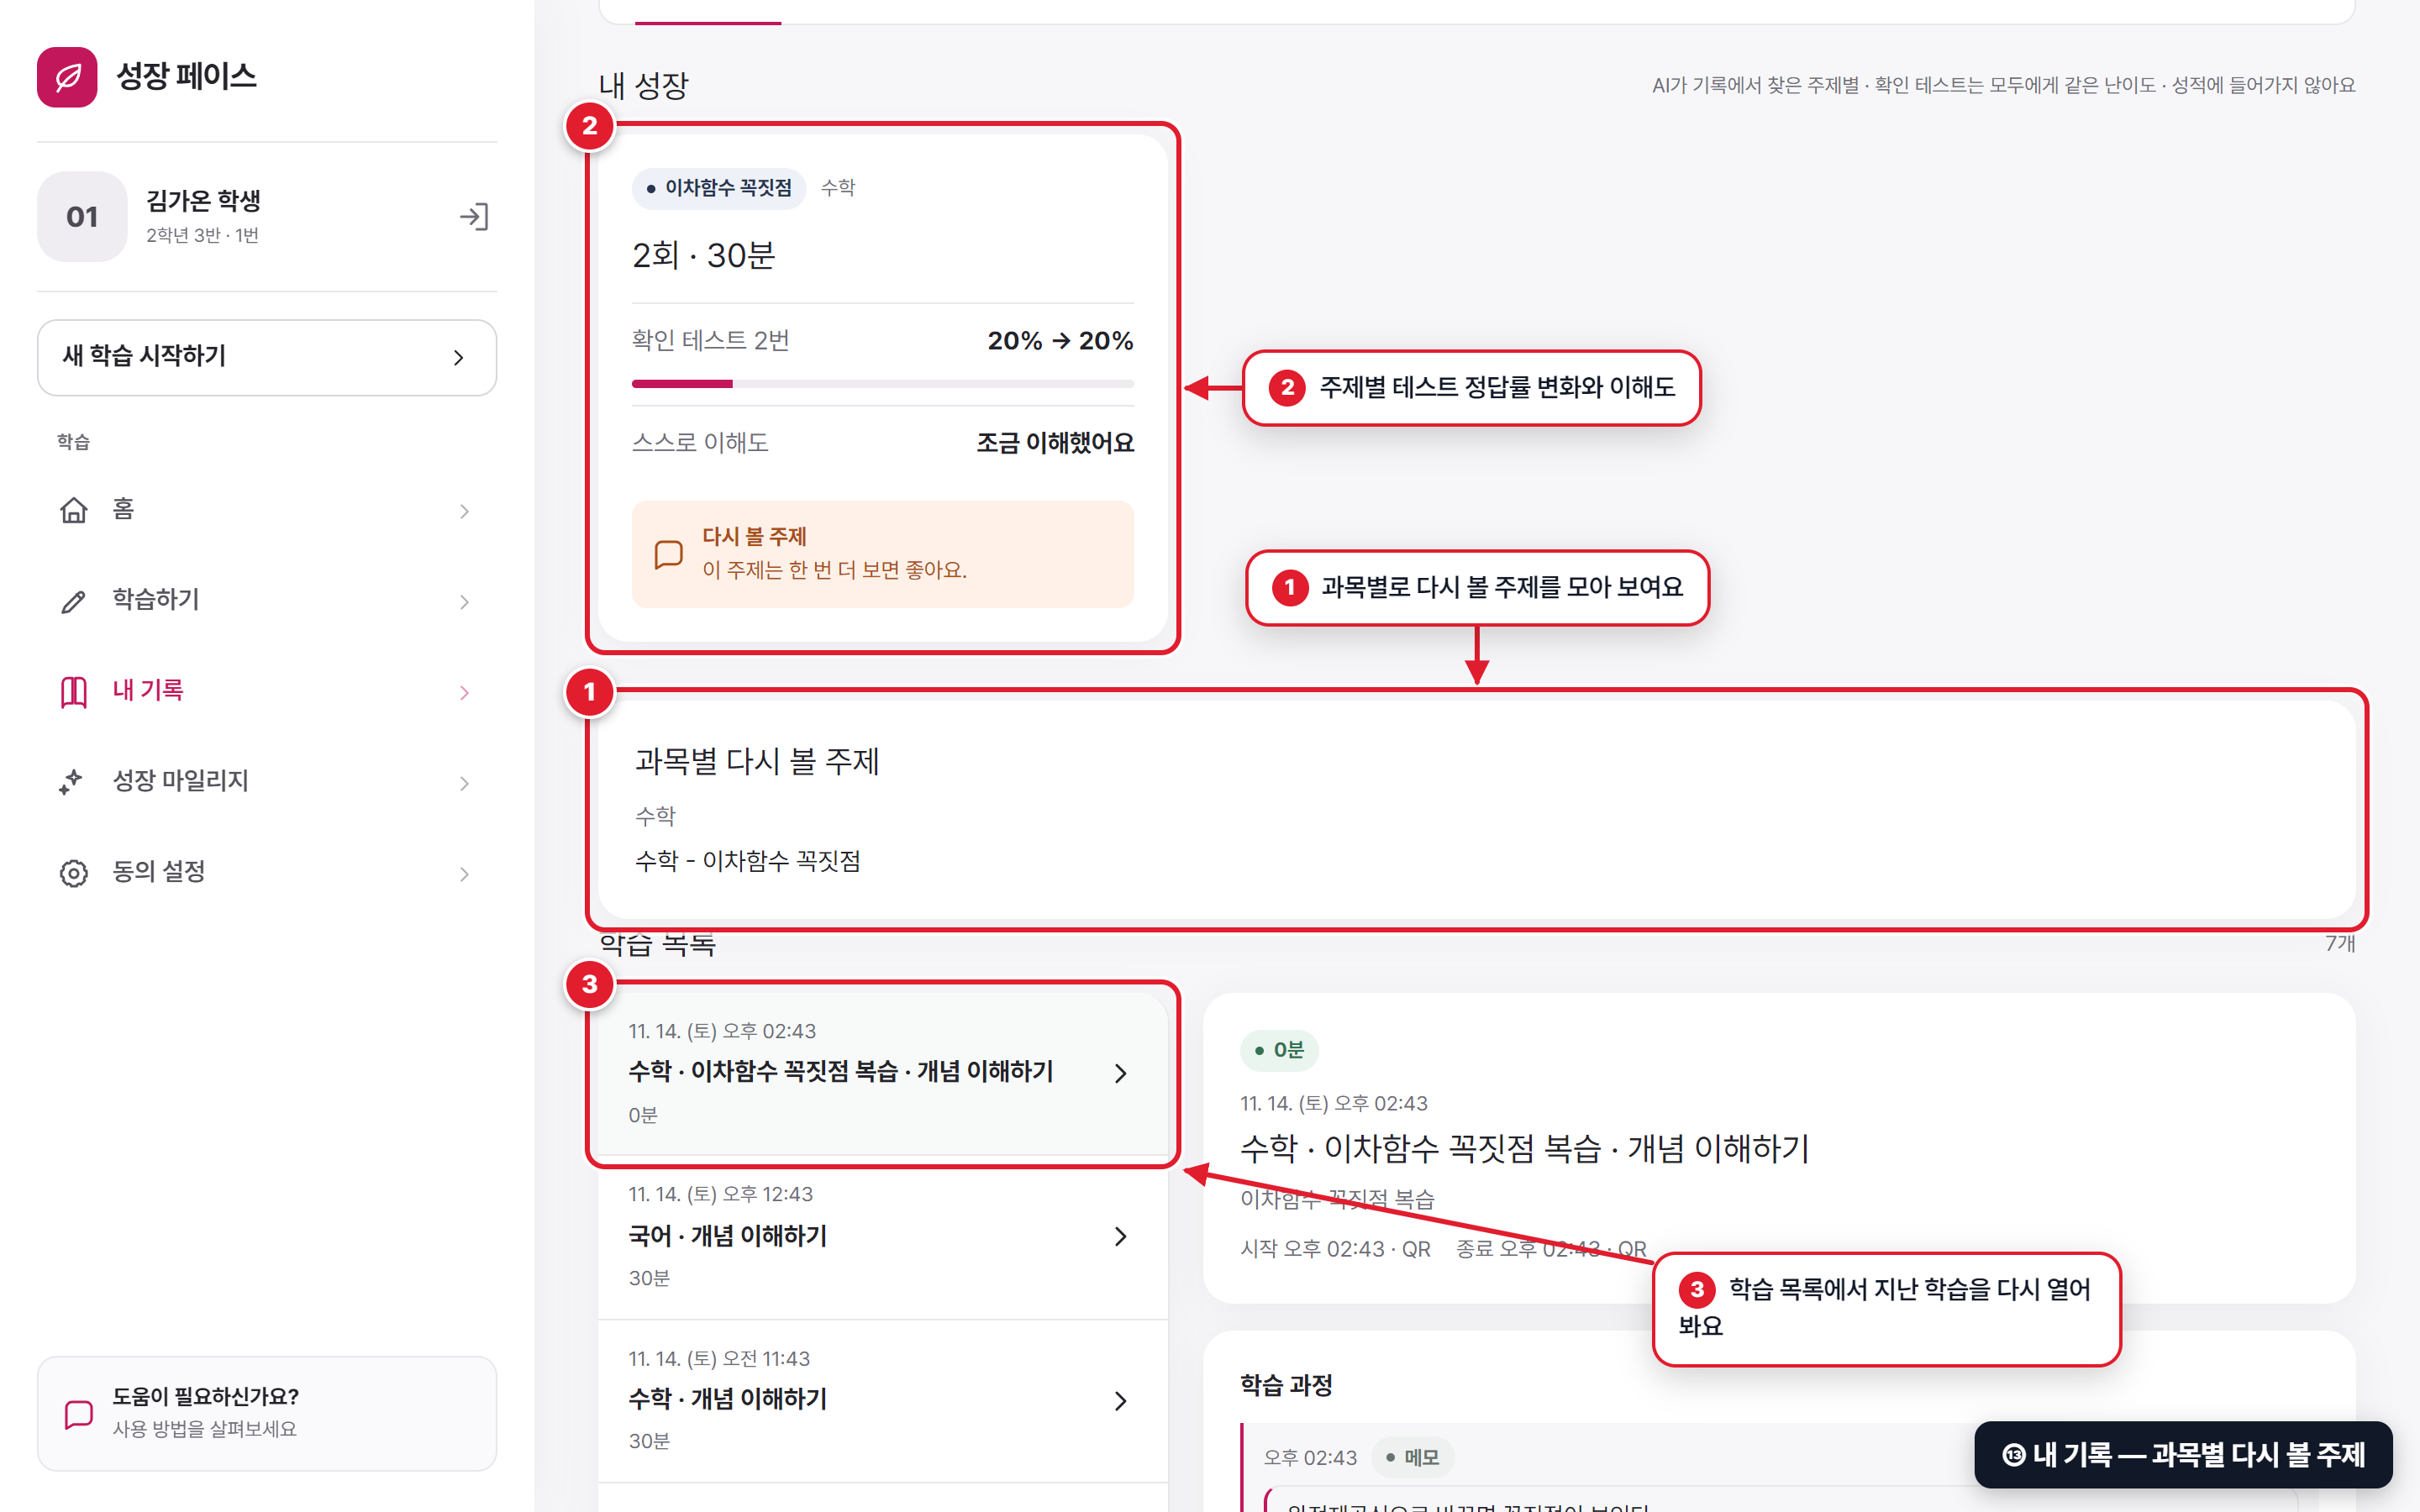 성장 페이스
01
김가온 학생
2학년 3반 · 1번
새 학습 시작하기
학습
홈
학습하기
내 기록
성장 마일리지
동의 설정
도움이 필요하신가요?
사용 방법을 살펴보세요
내 성장
AI가 기록에서 찾은 주제별 · 확인 테스트는 모두에게 같은 난이도 · 성적에 들어가지 않아요
2
이차함수 꼭짓점 수학
2회 · 30분
확인 테스트 2번 20% → 20%
스스로 이해도 조금 이해했어요
다시 볼 주제
이 주제는 한 번 더 보면 좋아요.
2 주제별 테스트 정답률 변화와 이해도
1 과목별로 다시 볼 주제를 모아 보여요
1
과목별 다시 볼 주제
수학
수학 - 이차함수 꼭짓점
학습 목록
7개
3
11. 14. (토) 오후 02:43
수학 · 이차함수 꼭짓점 복습 · 개념 이해하기
0분
11. 14. (토) 오후 12:43
국어 · 개념 이해하기
30분
11. 14. (토) 오전 11:43
수학 · 개념 이해하기
30분
0분
11. 14. (토) 오후 02:43
수학 · 이차함수 꼭짓점 복습 · 개념 이해하기
이차함수 꼭짓점 복습
시작 오후 02:43 · QR 종료 오후 02:43 · QR
3 학습 목록에서 지난 학습을 다시 열어
봐요
학습 과정
오후 02:43 메모
⑬ 내 기록 — 과목별 다시 볼 주제